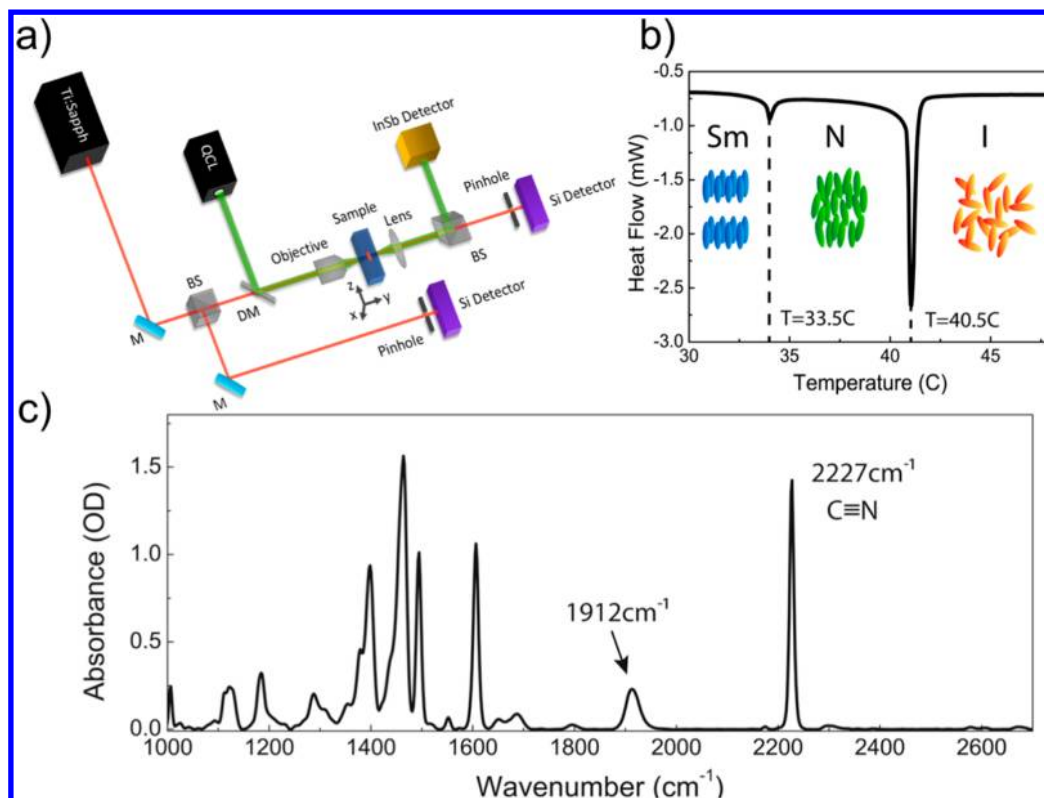 a)
Ti:Sapph
QCL
InSb Detector
Pinhole
Si Detector
Sample
Lens
Objective
BS
BS
DM
M
z
y
x
Si Detector
Pinhole
M
b)
Heat Flow (mW)
-0.5
-1.0
-1.5
-2.0
-2.5
-3.0
Sm
N
I
T=33.5C
T=40.5C
30
35
40
45
Temperature (C)
c)
Absorbance (OD)
1.5
1.0
0.5
0.0
2227cm⁻¹
C≡N
1912cm⁻¹
1000
1200
1400
1600
1800
2000
2200
2400
2600
Wavenumber (cm⁻¹)